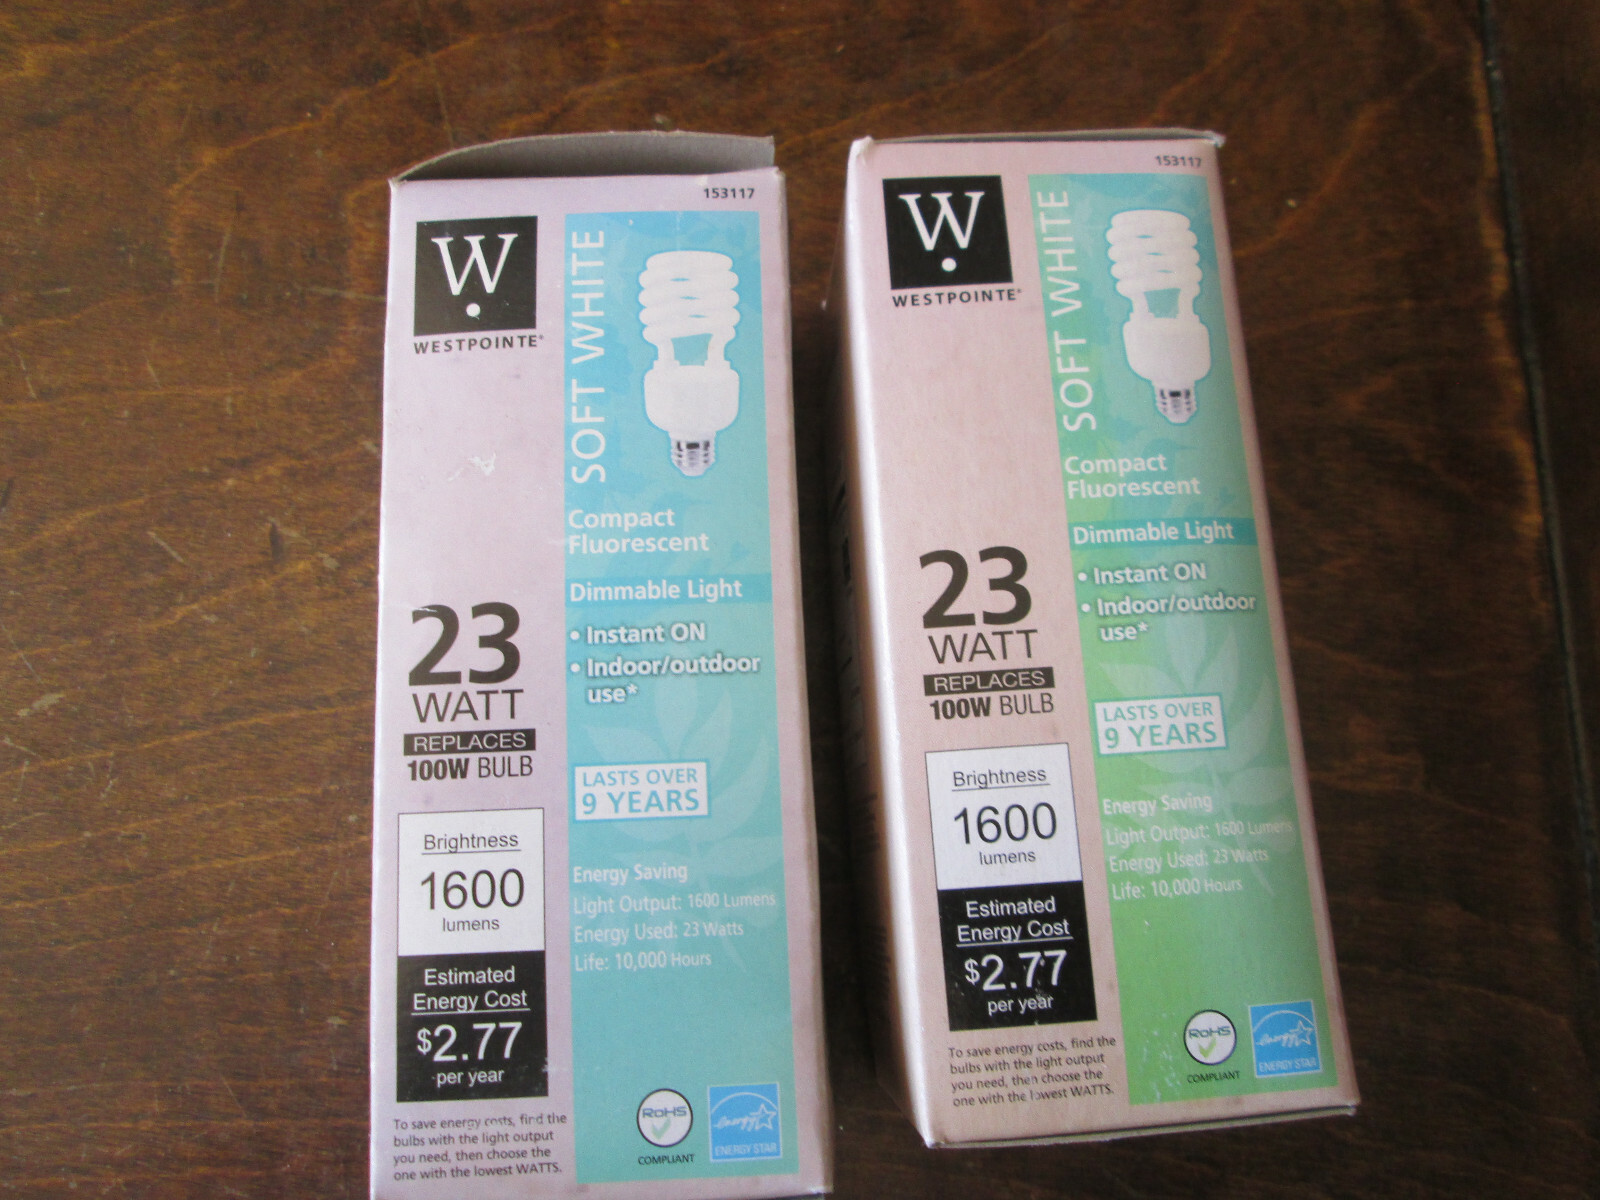 153117
W
WESTPOINTE®
SOFT WHITE
Compact
Fluorescent
Dimmable Light
• Instant ON
• Indoor/outdoor
use*
23
WATT
REPLACES
100W BULB
LASTS OVER
9 YEARS
Brightness
1600
lumens
Estimated
Energy Cost
$2.77
per year
Energy Saving
Light Output: 1600 Lumens
Energy Used: 23 Watts
Life: 10,000 Hours
To save energy costs, find the
bulbs with the light output
you need, then choose the
one with the lowest WATTS.
RoHS
COMPLIANT
energy
ENERGY STAR
153117
W
WESTPOINTE®
SOFT WHITE
Compact
Fluorescent
Dimmable Light
• Instant ON
• Indoor/outdoor
use*
23
WATT
REPLACES
100W BULB
LASTS OVER
9 YEARS
Brightness
1600
lumens
Estimated
Energy Cost
$2.77
per year
Energy Saving
Light Output: 1600 Lumens
Energy Used: 23 Watts
Life: 10,000 Hours
To save energy costs, find the
bulbs with the light output
you need, then choose the
one with the lowest WATTS.
RoHS
COMPLIANT
energy
ENERGY STAR